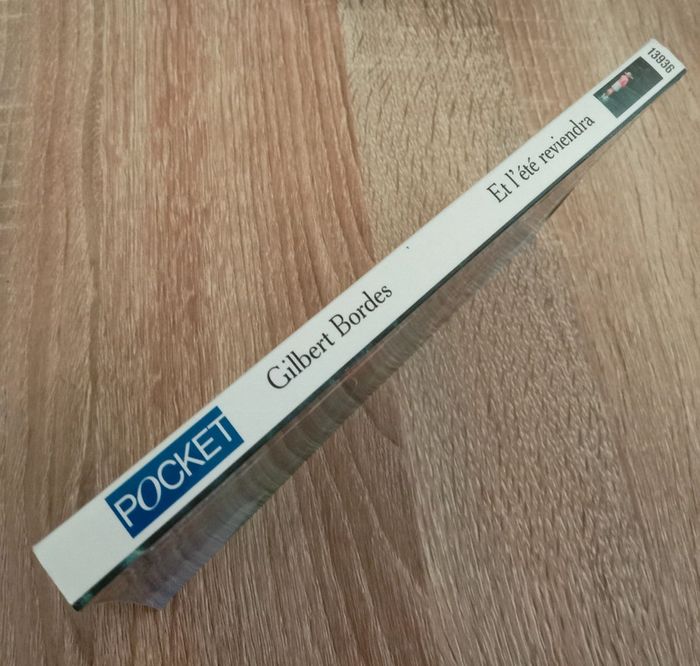 POCKET
Gilbert Bordes
Et l'été reviendra
13936